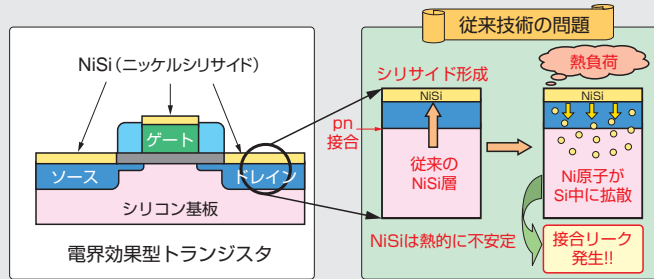 NiSi（ニッケルシリサイド）
ゲート
ソース
ドレイン
シリコン基板
電界効果型トランジスタ
従来技術の問題
シリサイド形成
NiSi
pn
接合
従来の
NiSi層
NiSiは熱的に不安定
熱負荷
NiSi
Ni原子が
Si中に拡散
接合リーク
発生!!